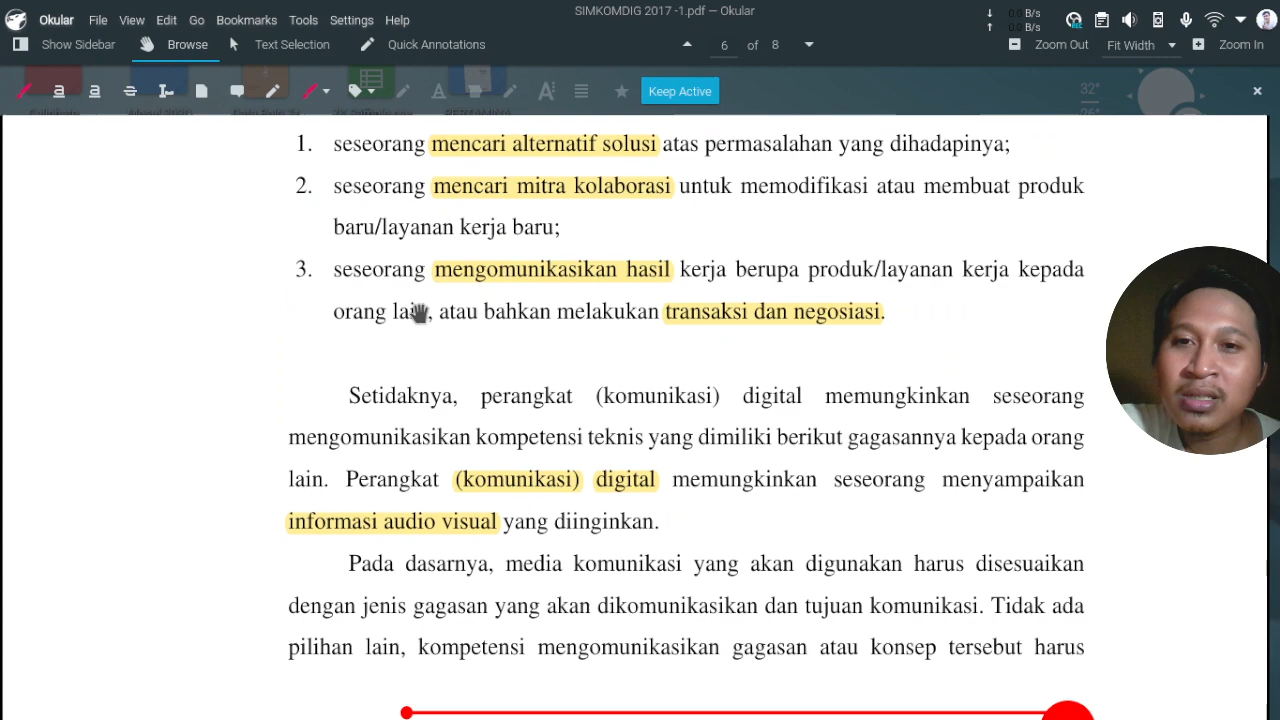 SIMKOMDIG 2017 -1.pdf — Okular
Okular File View Edit Go Bookmarks Tools Settings Help
0.0 B/s
0.0 B/s
Show Sidebar Browse Text Selection Quick Annotations 6 of 8 Zoom Out Fit Width Zoom In
Keep Active
32°
1. seseorang mencari alternatif solusi atas permasalahan yang dihadapinya;
2. seseorang mencari mitra kolaborasi untuk memodifikasi atau membuat produk
baru/layanan kerja baru;
3. seseorang mengomunikasikan hasil kerja berupa produk/layanan kerja kepada
orang lain, atau bahkan melakukan transaksi dan negosiasi.
Setidaknya, perangkat (komunikasi) digital memungkinkan seseorang
mengomunikasikan kompetensi teknis yang dimiliki berikut gagasannya kepada orang
lain. Perangkat (komunikasi) digital memungkinkan seseorang menyampaikan
informasi audio visual yang diinginkan.
Pada dasarnya, media komunikasi yang akan digunakan harus disesuaikan
dengan jenis gagasan yang akan dikomunikasikan dan tujuan komunikasi. Tidak ada
pilihan lain, kompetensi mengomunikasikan gagasan atau konsep tersebut harus